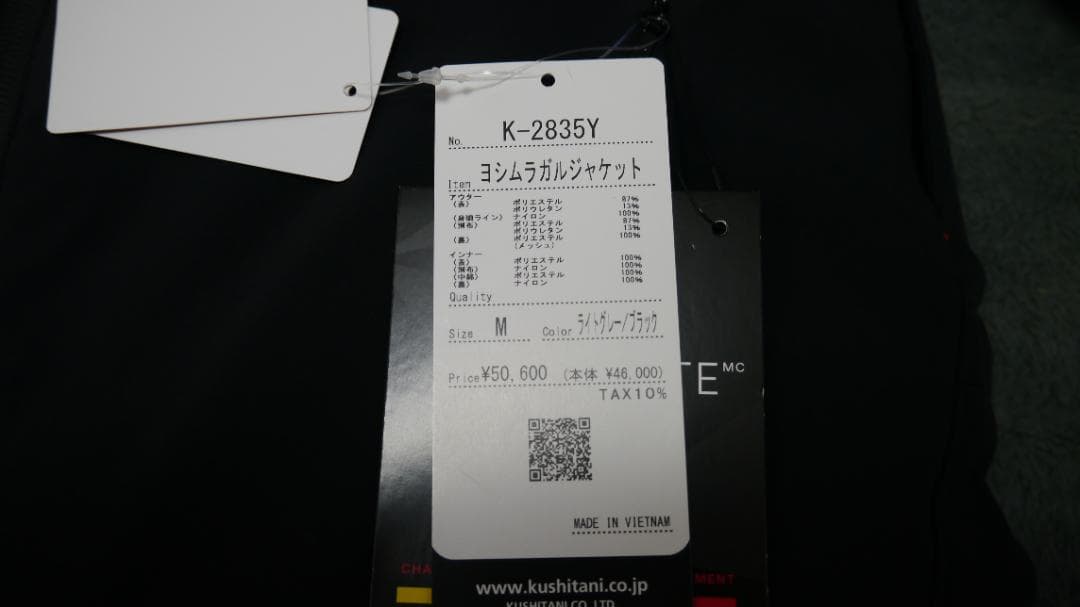 No. K-2835Y
Item ヨシムラガルジャケット
アウター
(表) ポリエステル 87%
ポリウレタン 13%
(身頃ライン) ナイロン 100%
(別布) ポリエステル 87%
ポリウレタン 13%
(裏) ポリエステル 100%
(メッシュ)
インナー
(表) ポリエステル 100%
(別布) ナイロン 100%
(中綿) ポリエステル 100%
(裏) ナイロン 100%
Quality
Size M Color ライトグレー/ブラック
Price ¥50,600 (本体 ¥46,000)
TAX10%
MADE IN VIETNAM
www.kushitani.co.jp
KUSHITANI CO.,LTD.
TE MC
CHA
MENT